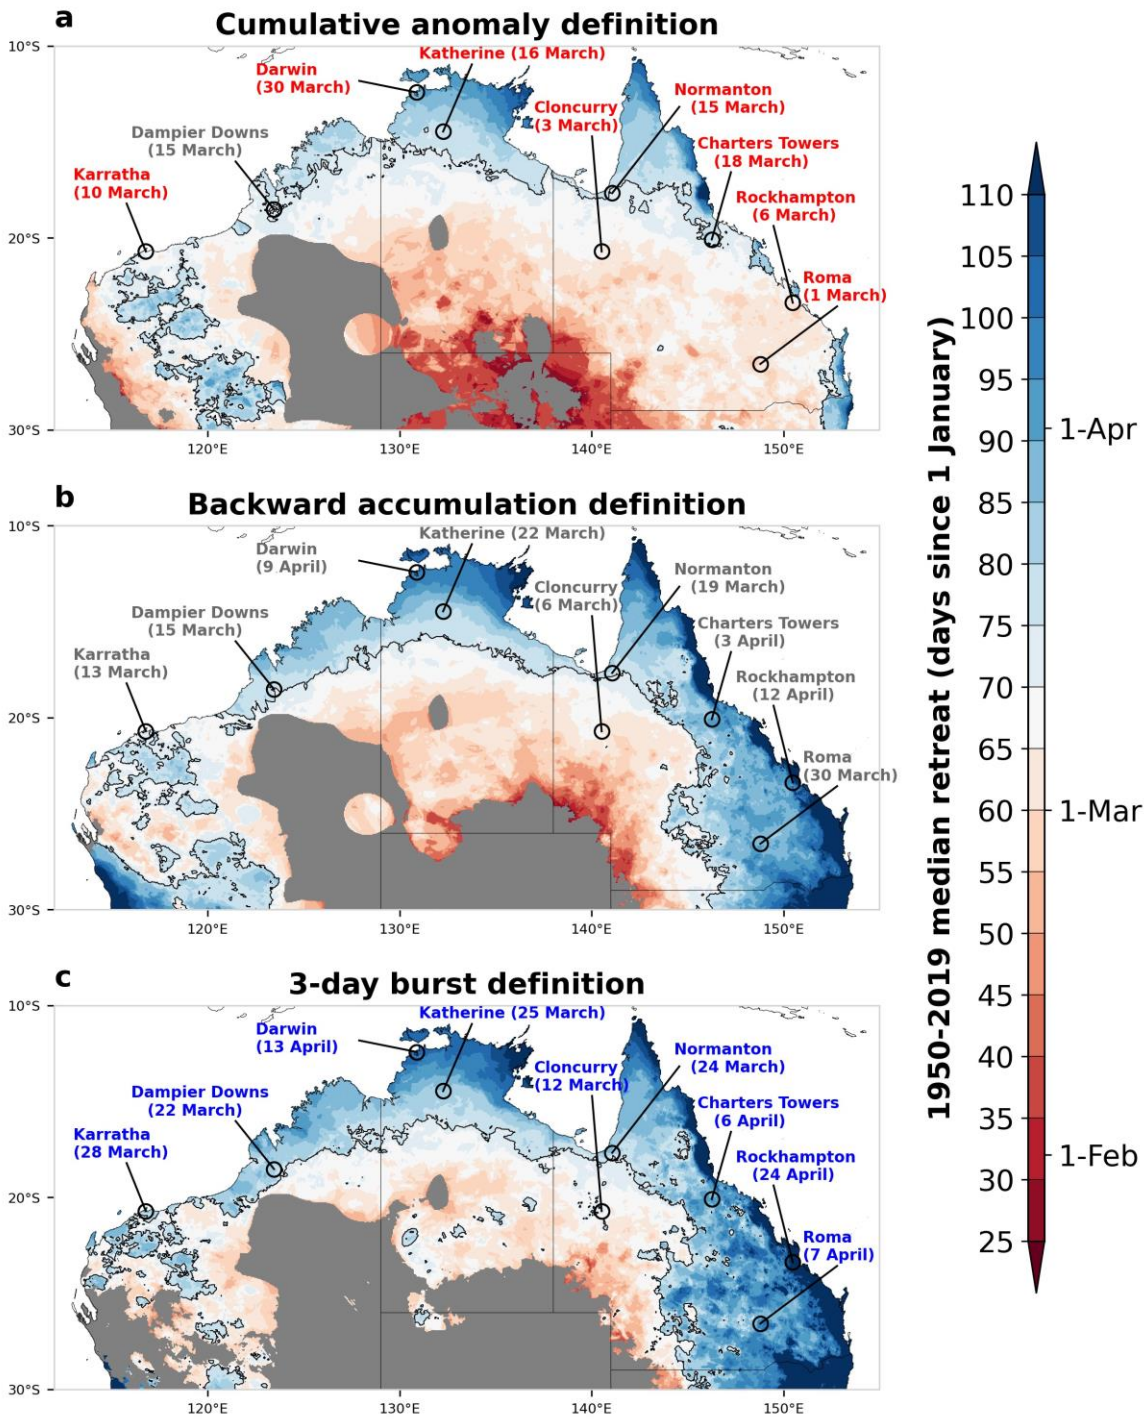 a
Cumulative anomaly definition
10°S
20°S
30°S
120°E
130°E
140°E
150°E
Darwin
(30 March)
Katherine (16 March)
Cloncurry
(3 March)
Normanton
(15 March)
Dampier Downs
(15 March)
Charters Towers
(18 March)
Karratha
(10 March)
Rockhampton
(6 March)
Roma
(1 March)
b
Backward accumulation definition
10°S
20°S
30°S
120°E
130°E
140°E
150°E
Darwin
(9 April)
Katherine (22 March)
Cloncurry
(6 March)
Normanton
(19 March)
Dampier Downs
(15 March)
Charters Towers
(3 April)
Karratha
(13 March)
Rockhampton
(12 April)
Roma
(30 March)
c
3-day burst definition
10°S
20°S
30°S
120°E
130°E
140°E
150°E
Darwin
(13 April)
Katherine (25 March)
Cloncurry
(12 March)
Normanton
(24 March)
Dampier Downs
(22 March)
Charters Towers
(6 April)
Karratha
(28 March)
Rockhampton
(24 April)
Roma
(7 April)
1950-2019 median retreat (days since 1 January)
110
105
100
95
90
85
80
75
70
65
60
55
50
45
40
35
30
25
1-Apr
1-Mar
1-Feb